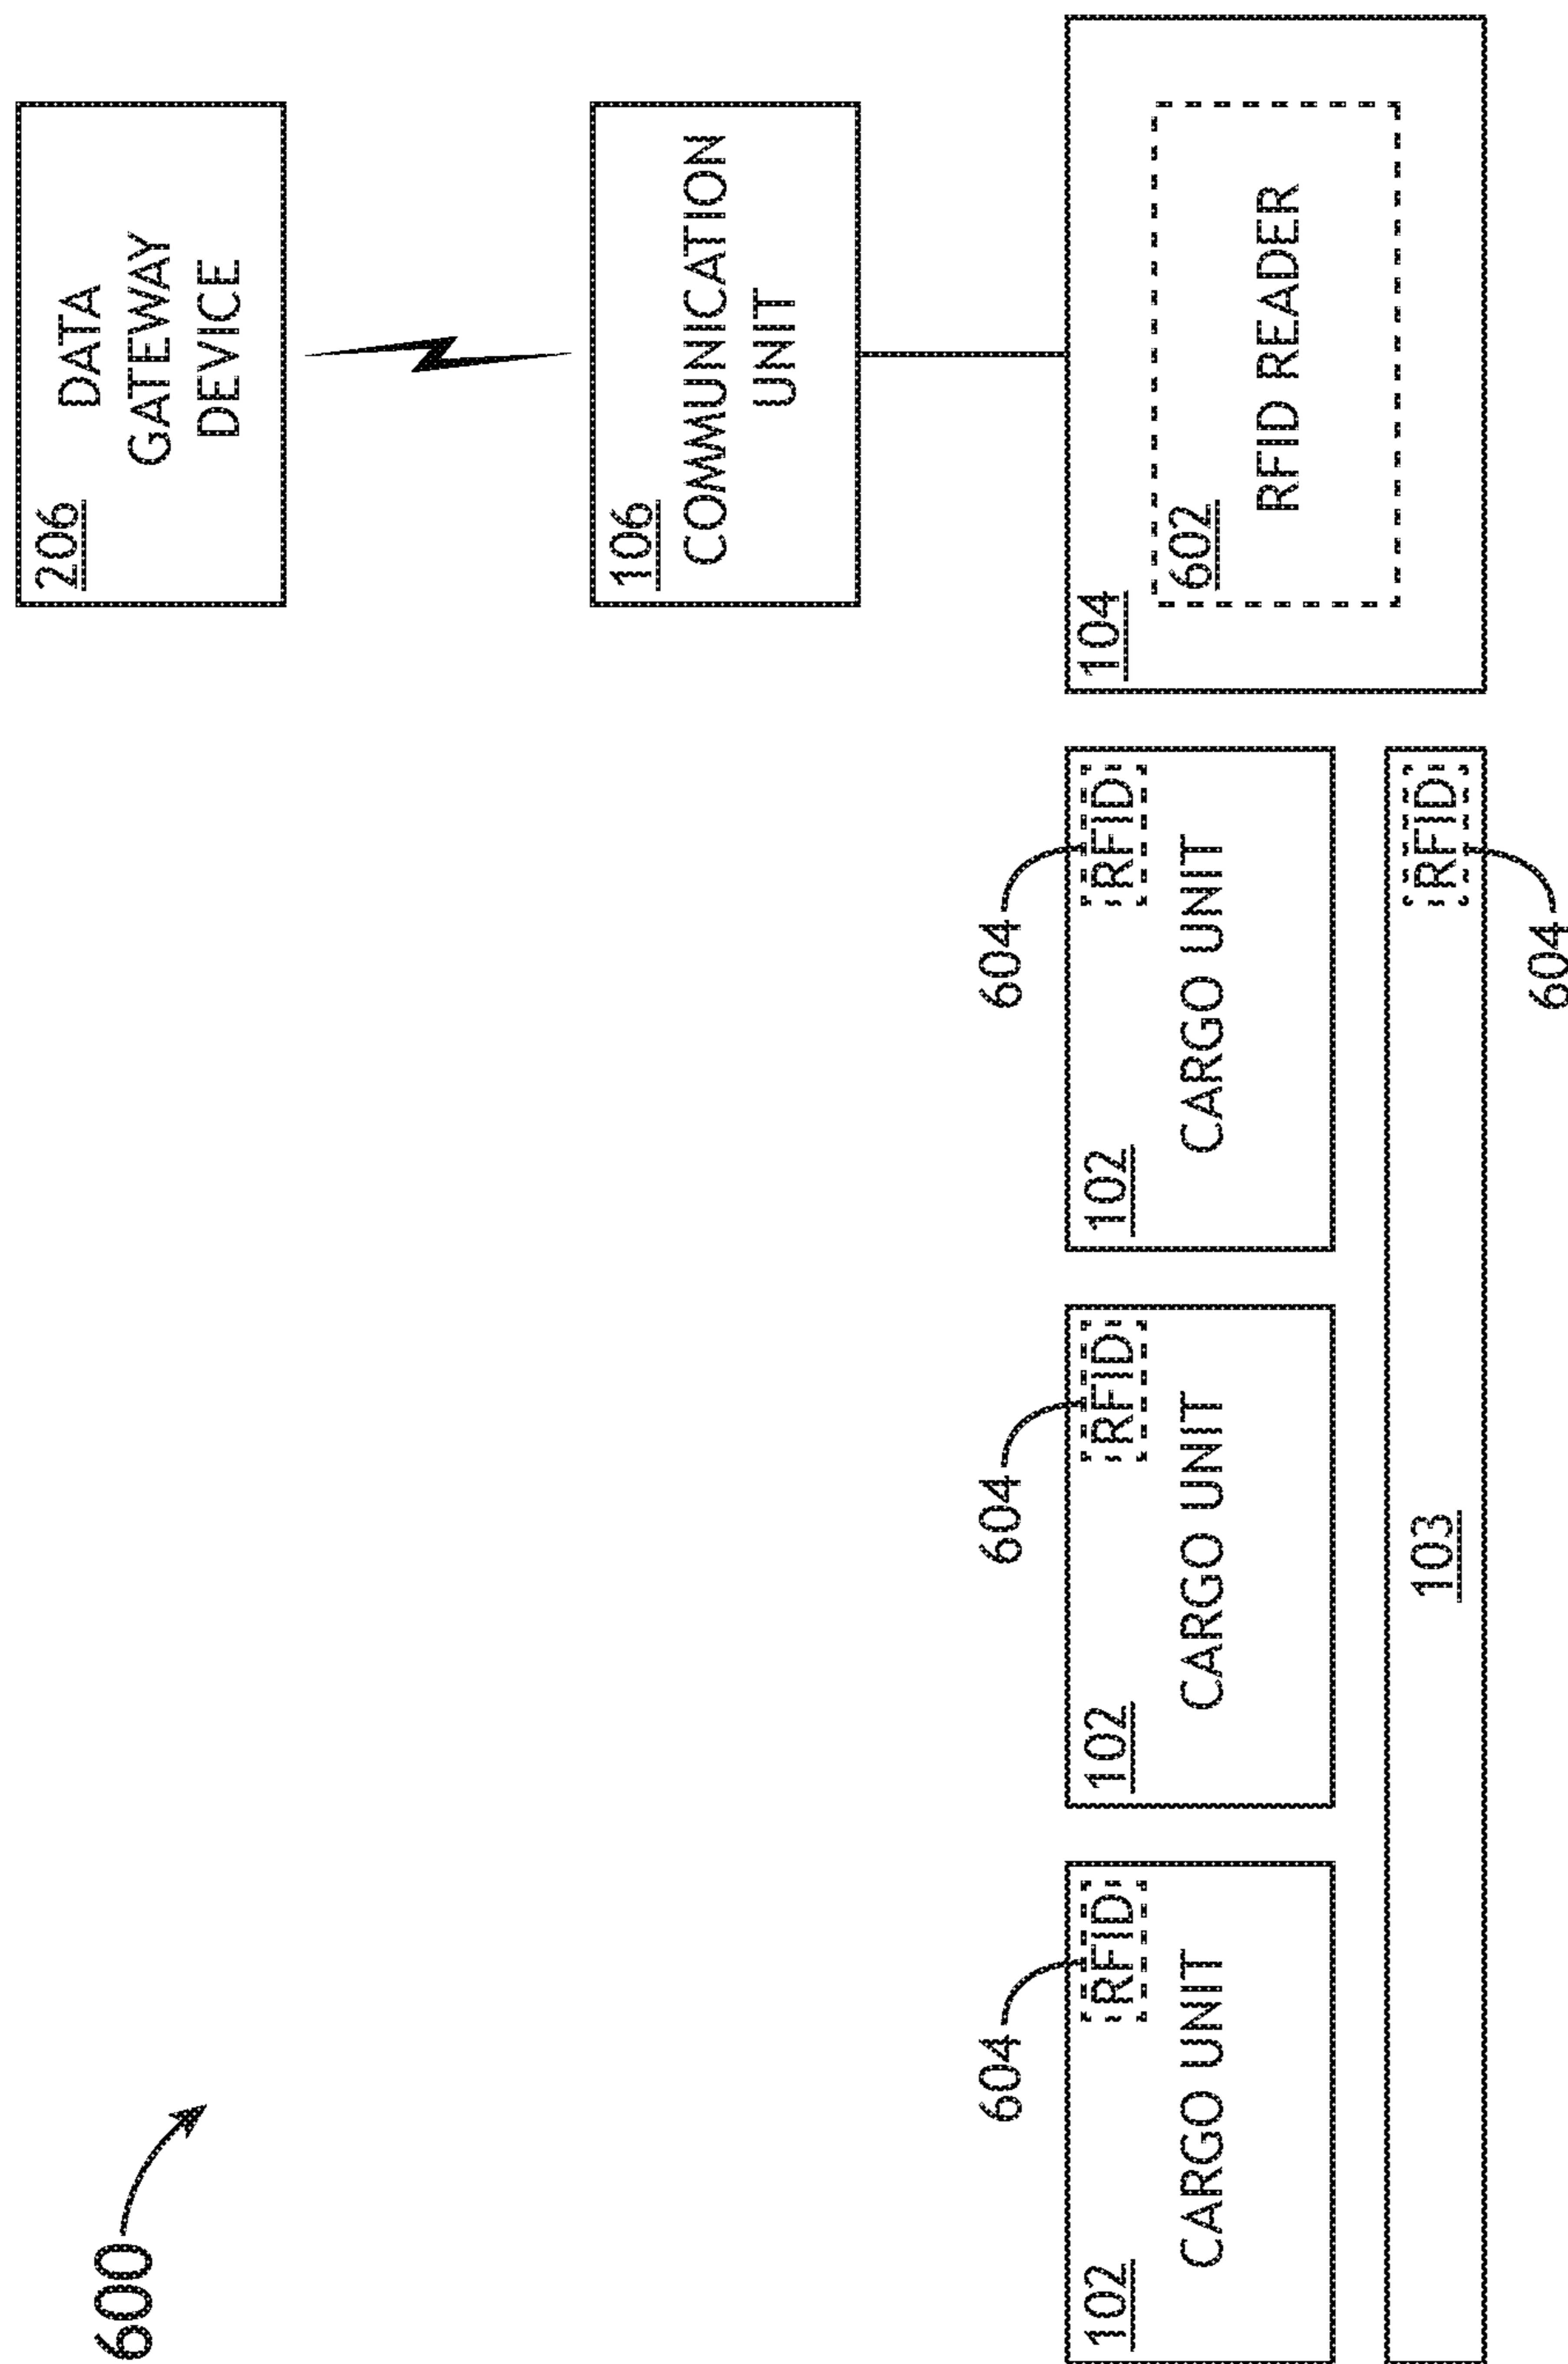 600
206
DATA
GATEWAY
DEVICE
106
COMMUNICATION
UNIT
604
604
604
102
RFID
CARGO UNIT
102
RFID
CARGO UNIT
102
RFID
CARGO UNIT
104
602
RFID READER
103
RFID
604